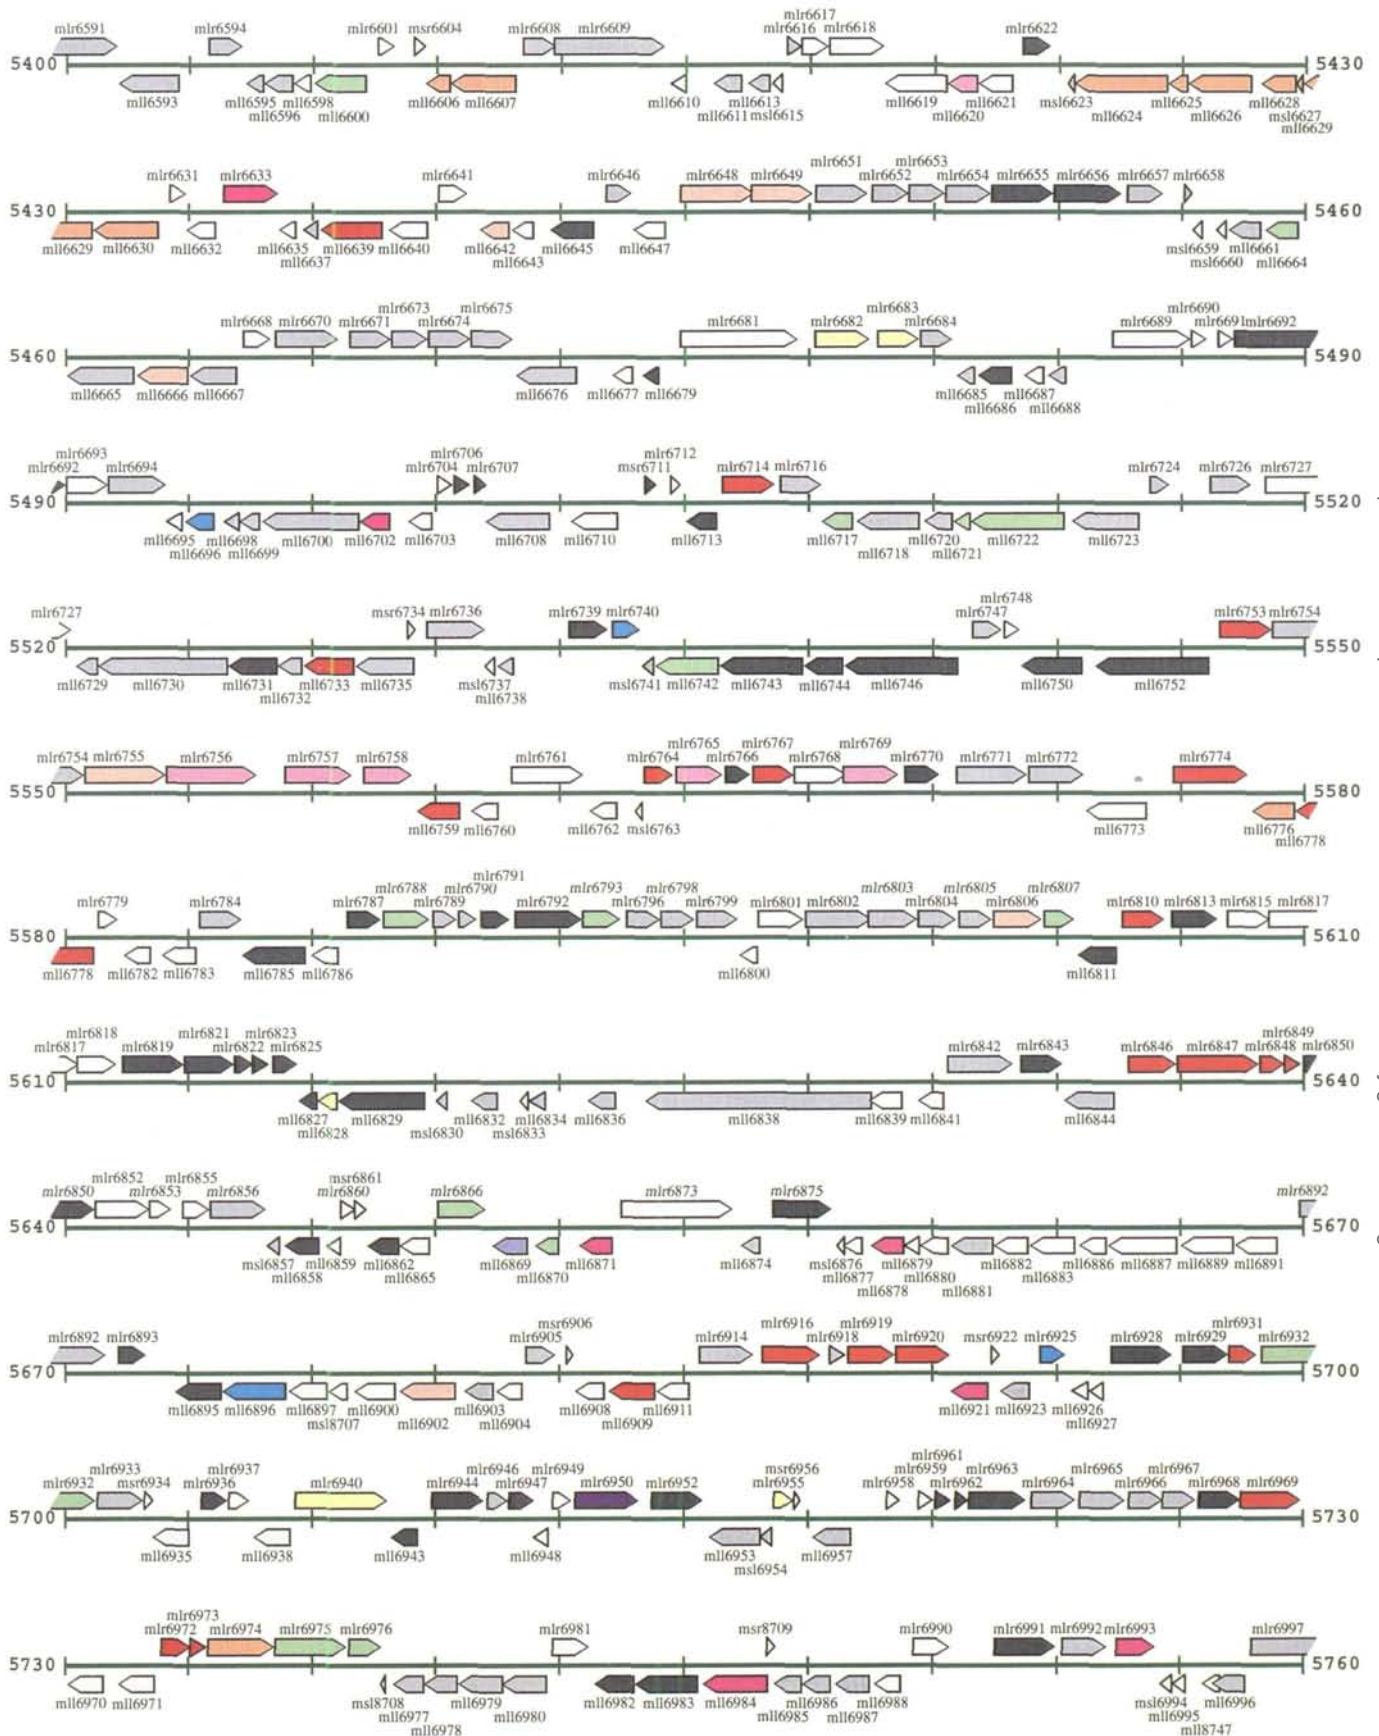 mlr6617
mlr6591 mlr6594 mlr6601 msr6604 mlr6608 mlr6609 mlr6616 mlr6618 mlr6622
5400 5430
mll6593 mll6595 mll6598 mll6606 mll6607 mll6610 mll6613 mll6619 mll6621 msl6623 mll6625 mll6628
mll6596 mll6600 mll6611 msl6615 mll6620 mll6624 mll6626 msl6627
mll6629
mlr6651 mlr6653
mlr6631 mlr6633 mlr6641 mlr6646 mlr6648 mlr6649 mlr6652 mlr6654 mlr6655 mlr6656 mlr6657 mlr6658
5430 5460
mll6629 mll6630 mll6632 mll6635 mll6639 mll6640 mll6642 mll6645 mll6647 msl6659 mll6661
mll6637 mll6643 msl6660 mll6664
mlr6673 mlr6675 mlr6683 mlr6690
mlr6668 mlr6670 mlr6671 mlr6674 mlr6681 mlr6682 mlr6684 mlr6689 mlr6691 mlr6692
5460 5490
mll6665 mll6666 mll6667 mll6676 mll6677 mll6679 mll6685 mll6687
mll6686 mll6688
mlr6693 mlr6706 mlr6712
mlr6692 mlr6694 mlr6704 mlr6707 msr6711 mlr6714 mlr6716 mlr6724 mlr6726 mlr6727
5490 5520
mll6695 mll6698 mll6700 mll6702 mll6703 mll6708 mll6710 mll6713 mll6717 mll6720 mll6722 mll6723
mll6696 mll6699 mll6718 mll6721
mlr6748
mlr6727 msr6734 mlr6736 mlr6739 mlr6740 mlr6747 mlr6753 mlr6754
5520 5550
mll6729 mll6730 mll6731 mll6733 mll6735 msl6737 msl6741 mll6743 mll6744 mll6746 mll6750 mll6752
mll6732 mll6738 mll6742
mlr6765 mlr6767 mlr6769
mlr6754 mlr6755 mlr6756 mlr6757 mlr6758 mlr6761 mlr6764 mlr6766 mlr6768 mlr6770 mlr6771 mlr6772 mlr6774
5550 5580
mll6759 mll6760 mll6762 msl6763 mll6773 mll6776
mll6778
mlr6791
mlr6788 mlr6790 mlr6793 mlr6798 mlr6803 mlr6805 mlr6807
mlr6779 mlr6784 mlr6787 mlr6789 mlr6792 mlr6796 mlr6799 mlr6801 mlr6802 mlr6804 mlr6806 mlr6810 mlr6813 mlr6815 mlr6817
5580 5610
mll6778 mll6782 mll6783 mll6785 mll6786 mll6800 mll6811
mlr6818 mlr6821 mlr6823 mlr6849
mlr6817 mlr6819 mlr6822 mlr6825 mlr6842 mlr6843 mlr6846 mlr6847 mlr6848 mlr6850
5610 5640
mll6827 mll6829 msl6830 mll6832 mll6834 mll6836 mll6838 mll6839 mll6841 mll6844
mll6828 msl6833
mlr6852 mlr6855 msr6861
mlr6850 mlr6853 mlr6856 mlr6860 mlr6866 mlr6873 mlr6875 mlr6892
5640 5670
msl6857 mll6859 mll6862 mll6869 mll6871 mll6874 msl6876 mll6879 mll6882 mll6886 mll6887 mll6889 mll6891
mll6858 mll6865 mll6870 mll6877 mll6880 mll6883
mll6878 mll6881
msr6906 mlr6916 mlr6919 mlr6931
mlr6892 mlr6893 mlr6905 mlr6914 mlr6918 mlr6920 msr6922 mlr6925 mlr6928 mlr6929 mlr6932
5670 5700
mll6895 mll6896 mll6897 mll6900 mll6902 mll6903 mll6908 mll6911 mll6921 mll6923 mll6926
msl8707 mll6904 mll6909 mll6927
mlr6961
mlr6933 mlr6937 mlr6946 mlr6949 msr6956 mlr6959 mlr6965 mlr6967
mlr6932 msr6934 mlr6936 mlr6940 mlr6944 mlr6947 mlr6950 mlr6952 mlr6955 mlr6958 mlr6962 mlr6963 mlr6964 mlr6966 mlr6968 mlr6969
5700 5730
mll6935 mll6938 mll6943 mll6948 mll6953 mll6957
msl6954
mlr6973
mlr6972 mlr6974 mlr6975 mlr6976 mlr6981 msr8709 mlr6990 mlr6991 mlr6992 mlr6993 mlr6997
5730 5760
mll6970 mll6971 msl8708 mll6979 mll6982 mll6983 mll6984 mll6986 mll6988 msl6994 mll6996
mll6977 mll6980 mll6985 mll6987 mll6995
mll6978 mll8747